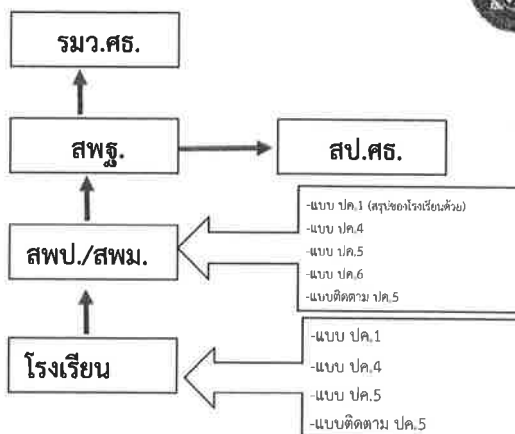 รมว.ศธ.
สพฐ.
สป.ศธ.
สพป./สพม.
-แบบ ปค.1 (สรุปของโรงเรียนด้วย)
-แบบ ปค.4
-แบบ ปค.5
-แบบ ปค.6
-แบบติดตาม ปค.5
โรงเรียน
-แบบ ปค.1
-แบบ ปค.4
-แบบ ปค.5
-แบบติดตาม ปค.5